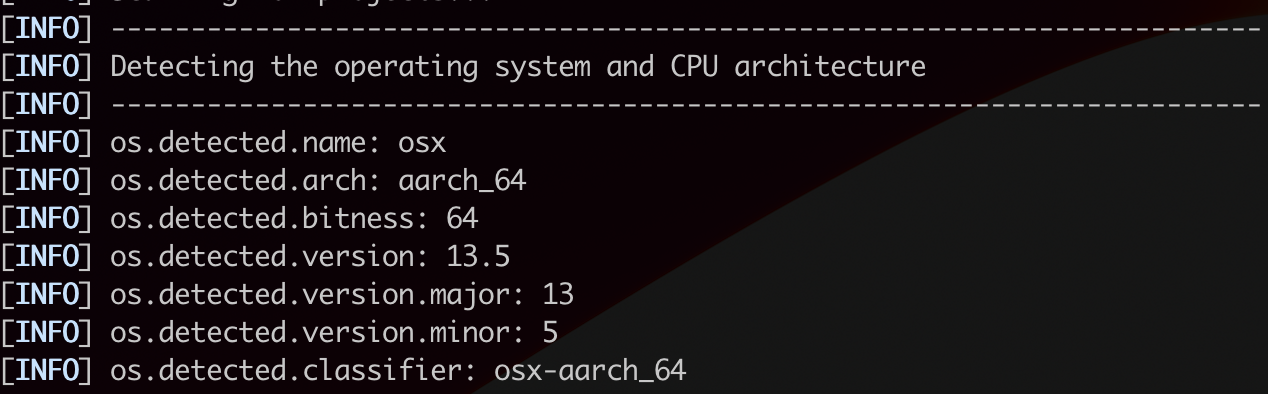 [INFO] ------------------------------------------------------------------------
[INFO] Detecting the operating system and CPU architecture
[INFO] ------------------------------------------------------------------------
[INFO] os.detected.name: osx
[INFO] os.detected.arch: aarch_64
[INFO] os.detected.bitness: 64
[INFO] os.detected.version: 13.5
[INFO] os.detected.version.major: 13
[INFO] os.detected.version.minor: 5
[INFO] os.detected.classifier: osx-aarch_64